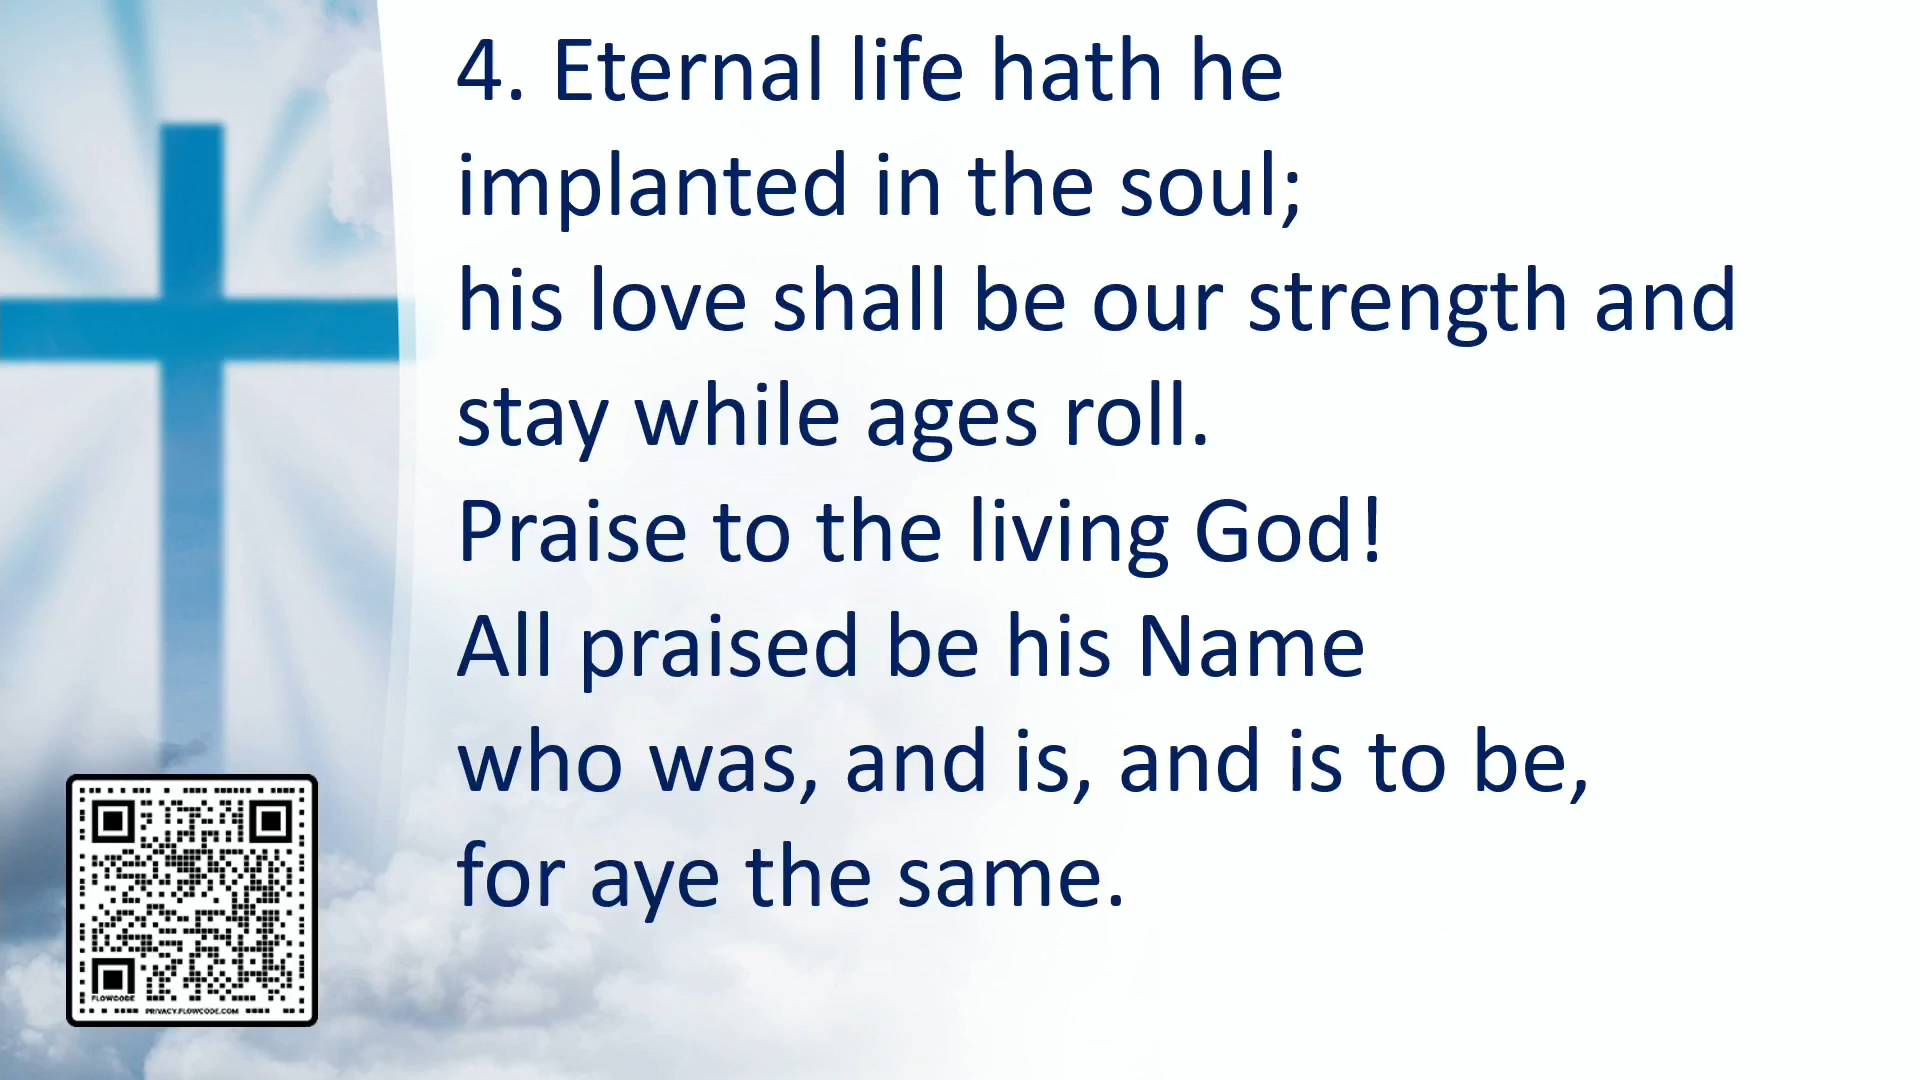 4. Eternal life hath he
implanted in the soul;
his love shall be our strength and
stay while ages roll.
Praise to the living God!
All praised be his Name
who was, and is, and is to be,
for aye the same.
FLOWCODE
PRIVACY.FLOWCODE.COM